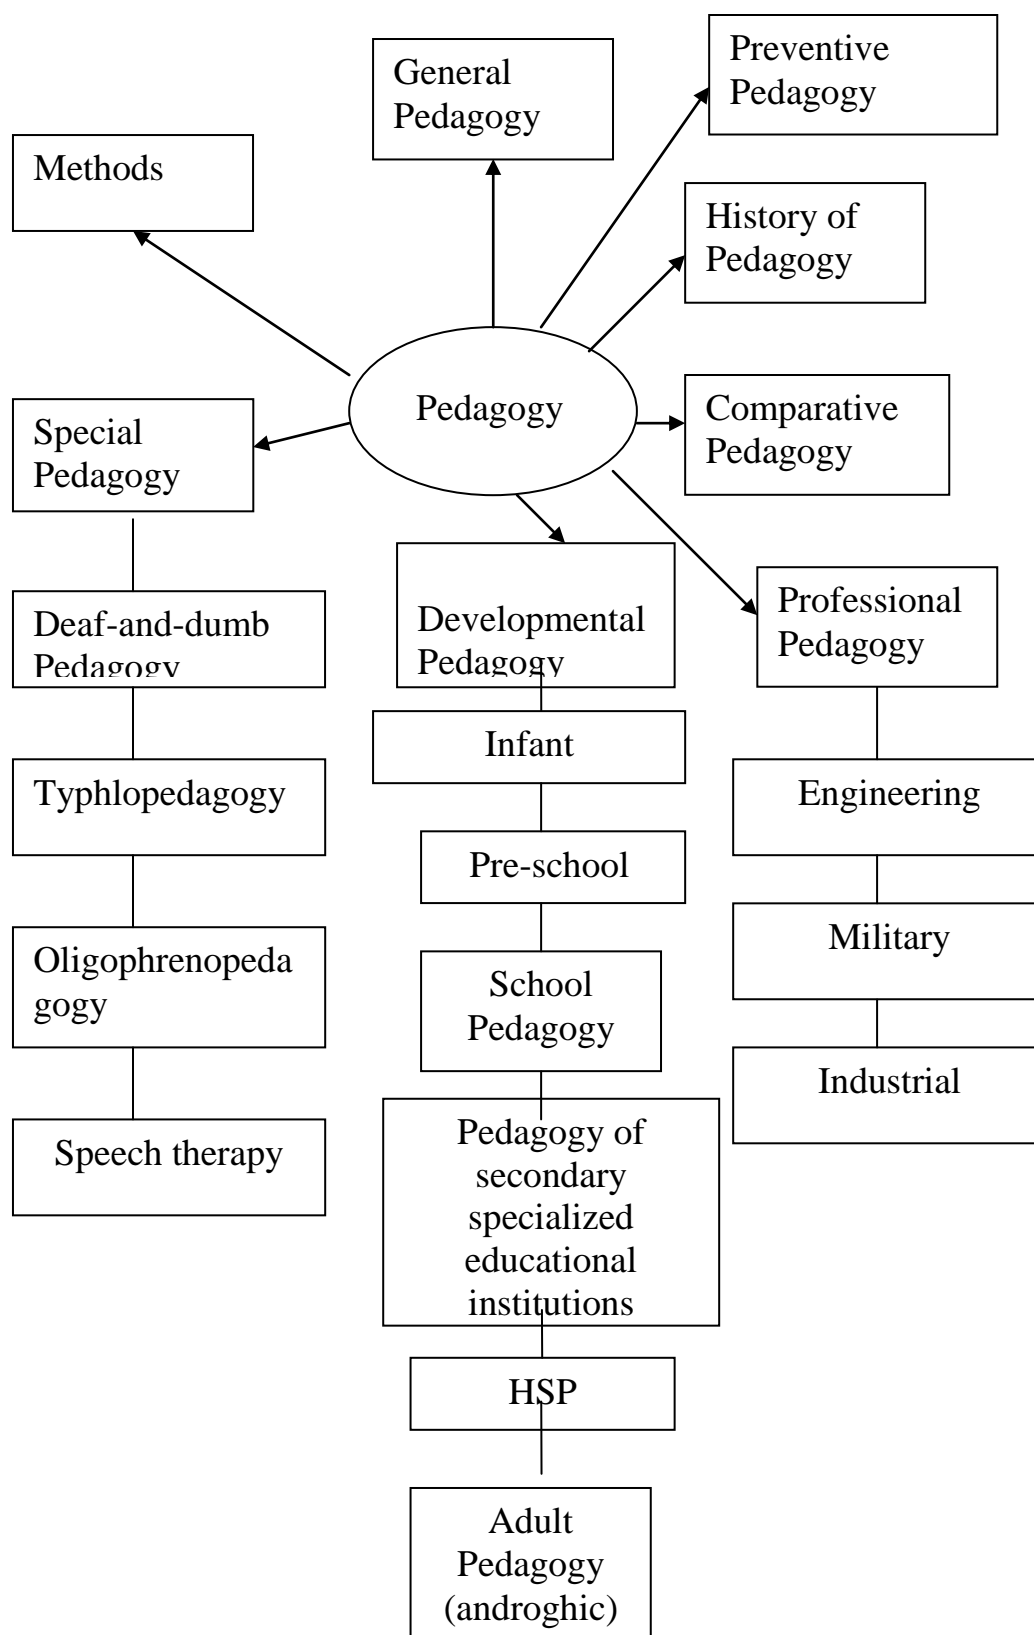 General
Pedagogy
Preventive
Pedagogy
Methods
History of
Pedagogy
Pedagogy
Comparative
Pedagogy
Special
Pedagogy
Developmental
Pedagogy
Professional
Pedagogy
Deaf-and-dumb
Pedagogy
Infant
Typhlopedagogy
Engineering
Pre-school
Oligophrenopeda
gogy
Military
School
Pedagogy
Industrial
Speech therapy
Pedagogy of
secondary
specialized
educational
institutions
HSP
Adult
Pedagogy
(androghic)